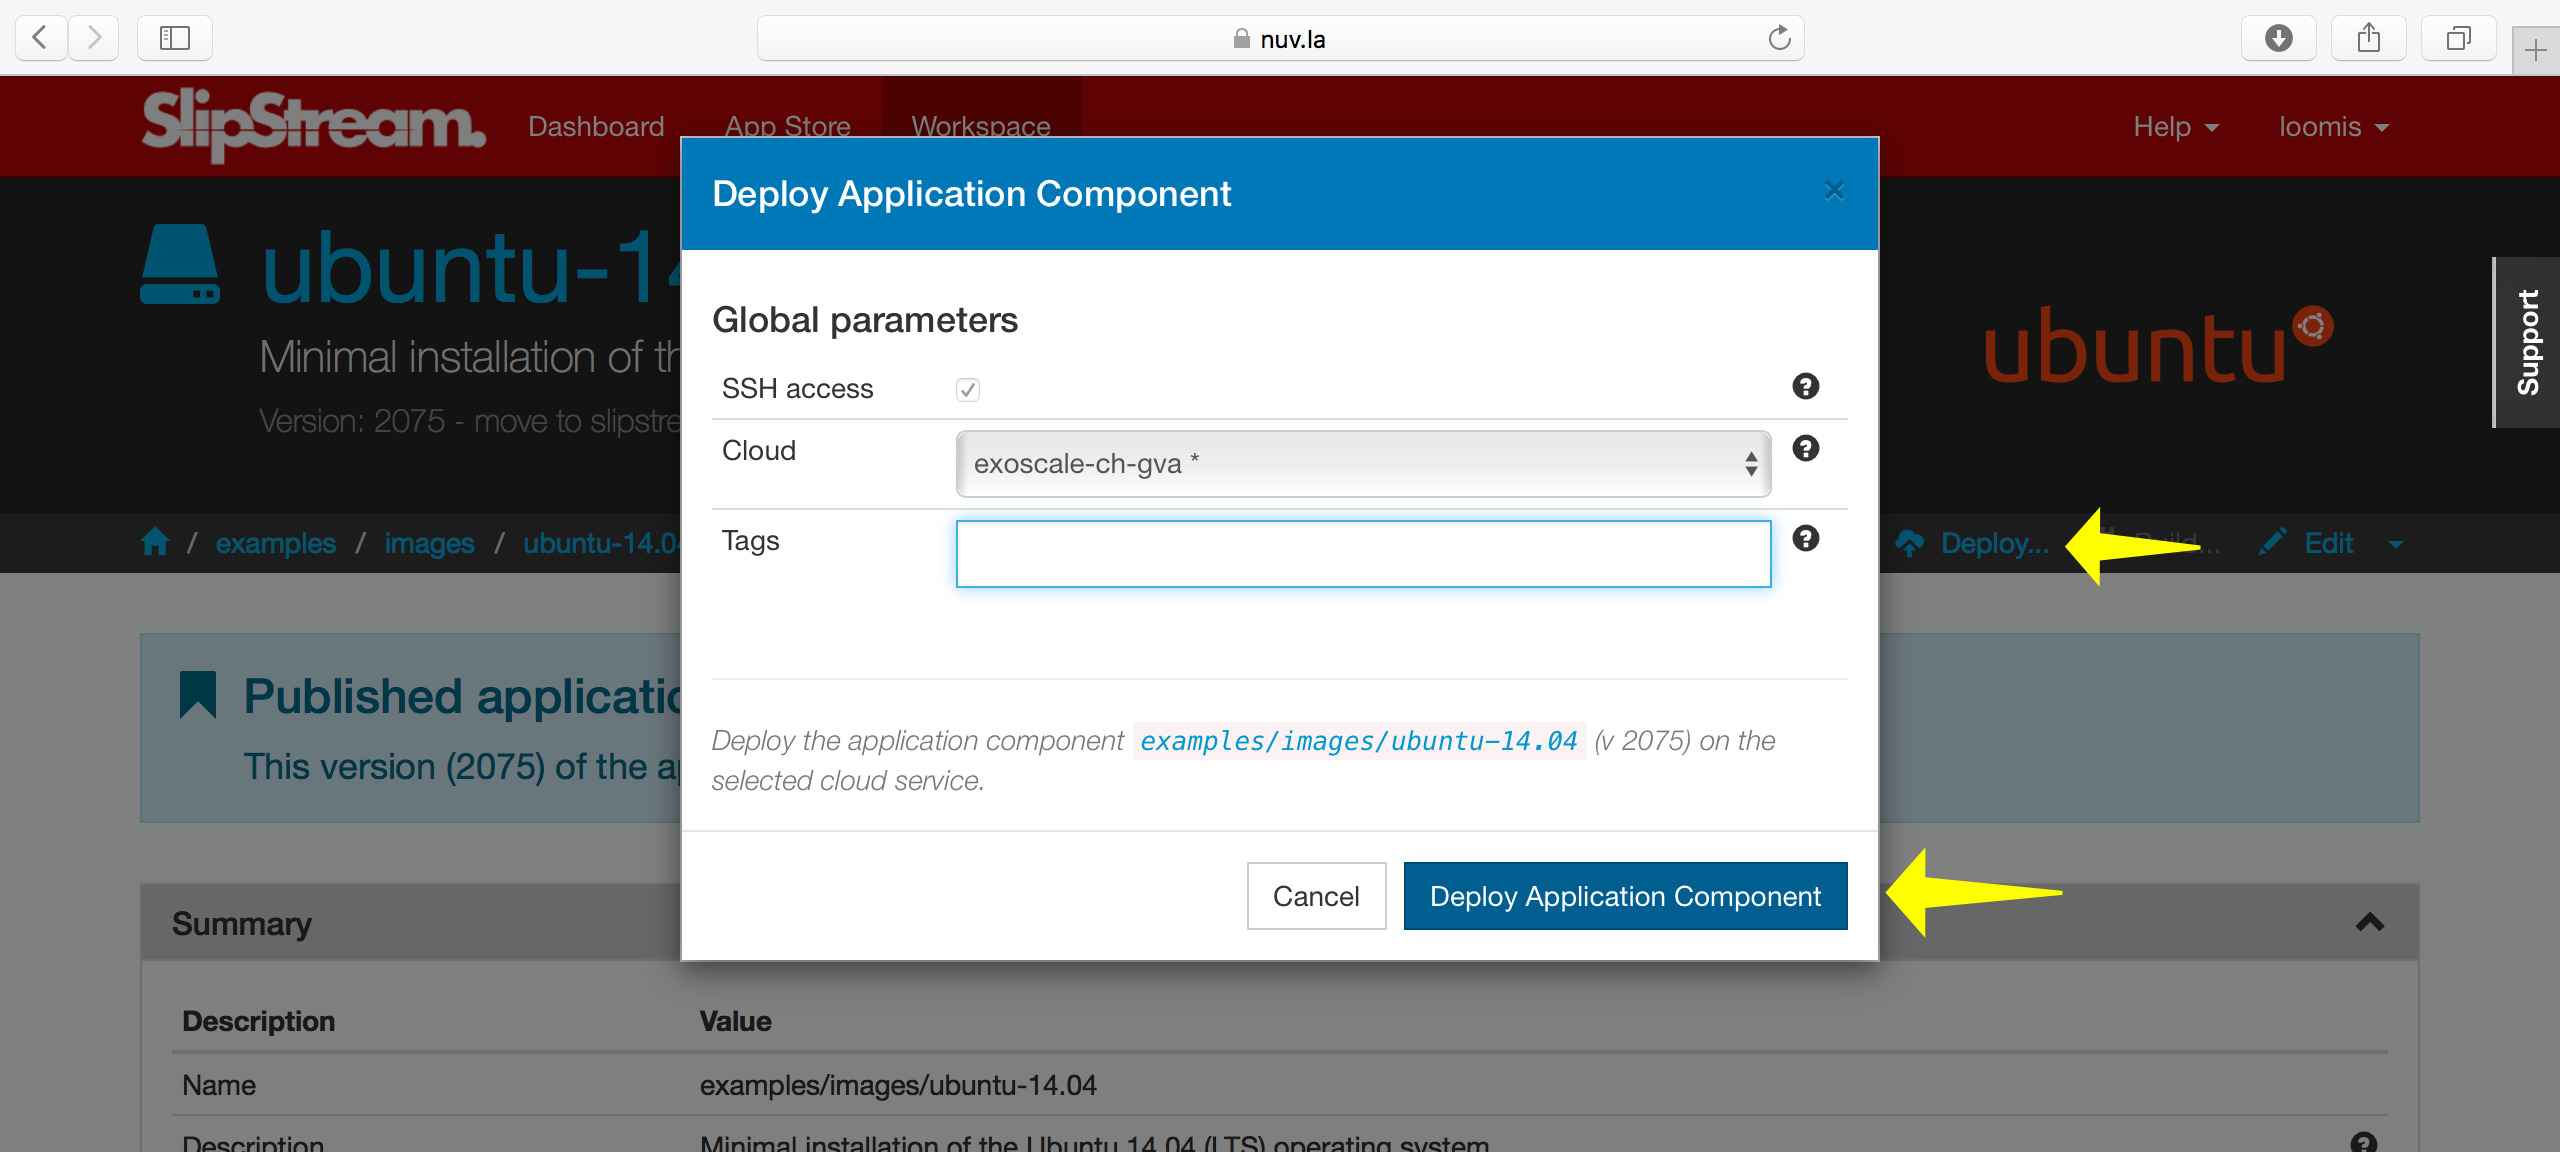 nuv.la
SlipStream.
Dashboard
App Store
Workspace
Help
loomis
Deploy Application Component
×
ubuntu-14
Minimal installation of th
Version: 2075 - move to slipstre
ubuntu
Support
Global parameters
SSH access
Cloud
exoscale-ch-gva *
Tags
/ examples / images / ubuntu-14.04
Deploy...
Build...
Edit
Published applicatio
This version (2075) of the ap
Deploy the application component examples/images/ubuntu-14.04 (v 2075) on the
selected cloud service.
Cancel
Deploy Application Component
Summary
Description Value
Name examples/images/ubuntu-14.04
Description Minimal installation of the Ubuntu 14.04 (LTS) operating system